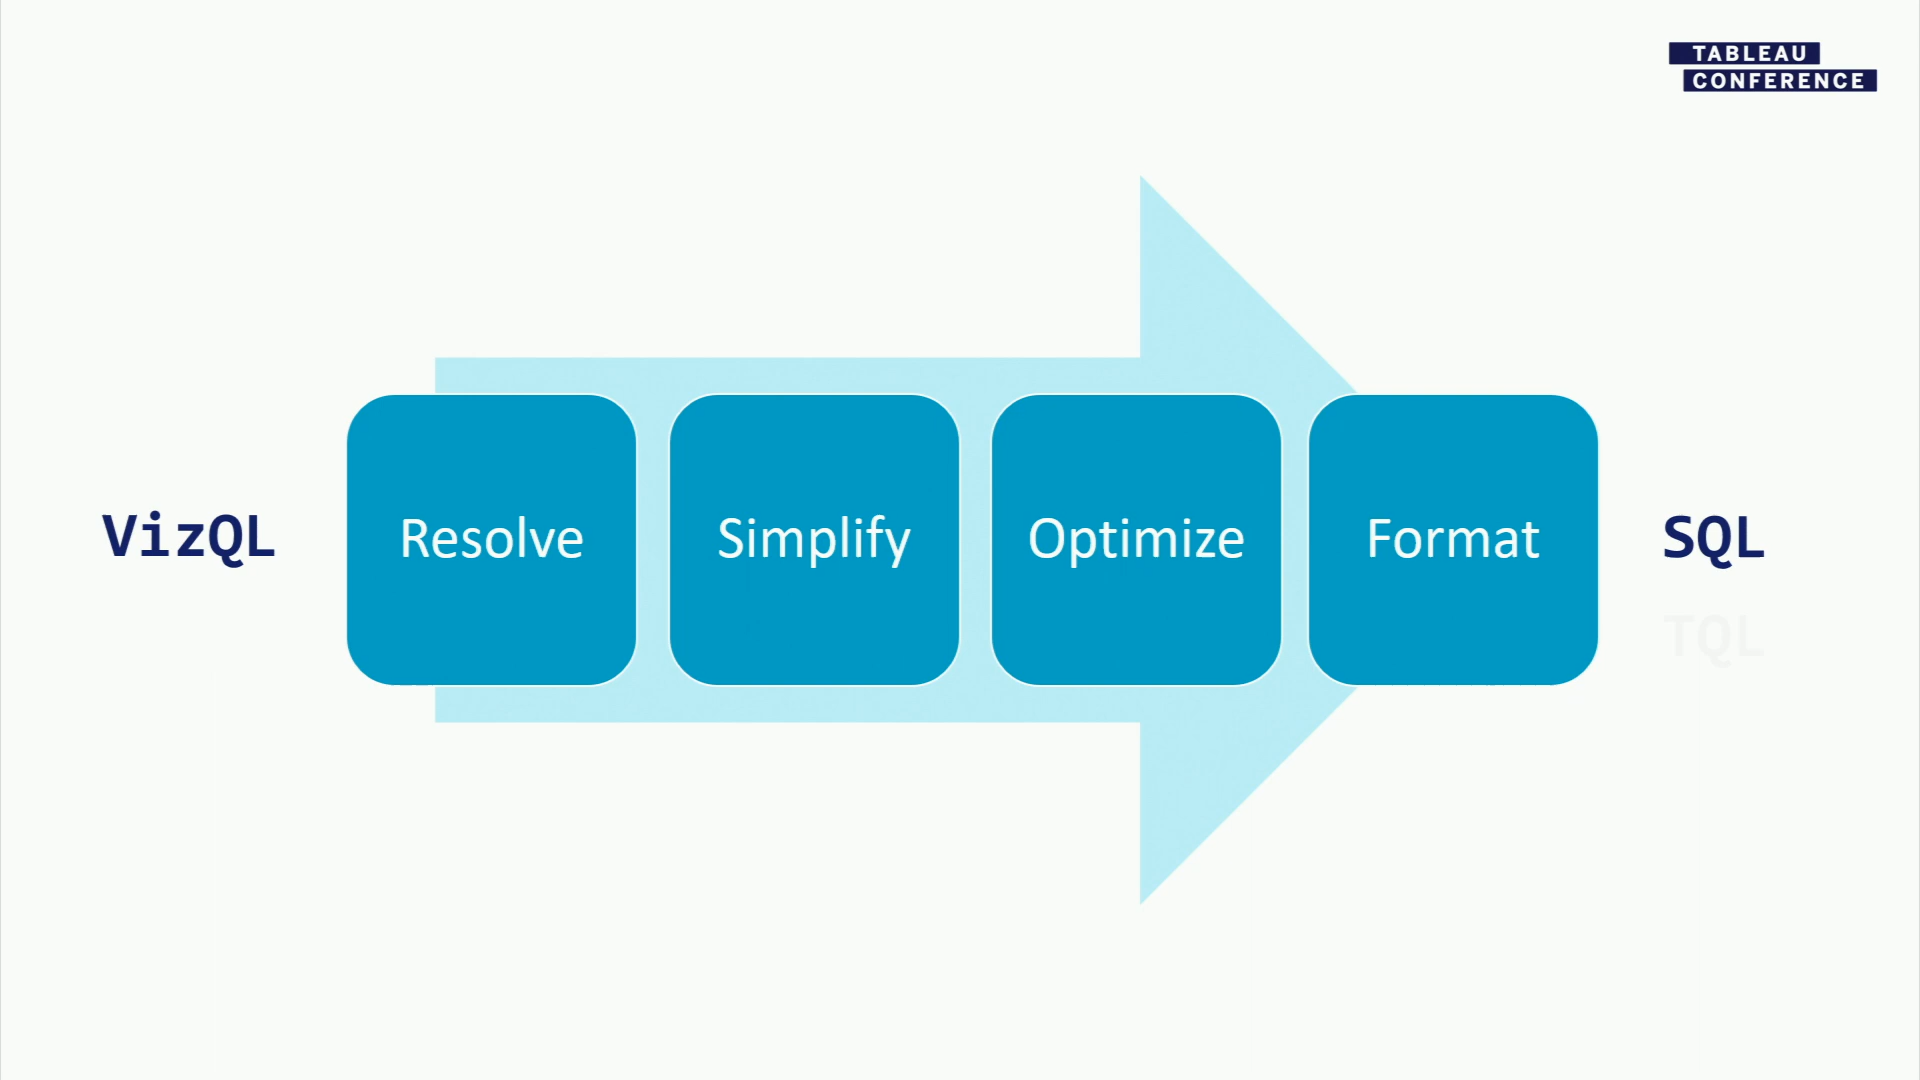 TABLEAU
CONFERENCE
VizQL
Resolve
Simplify
Optimize
Format
SQL
TQL